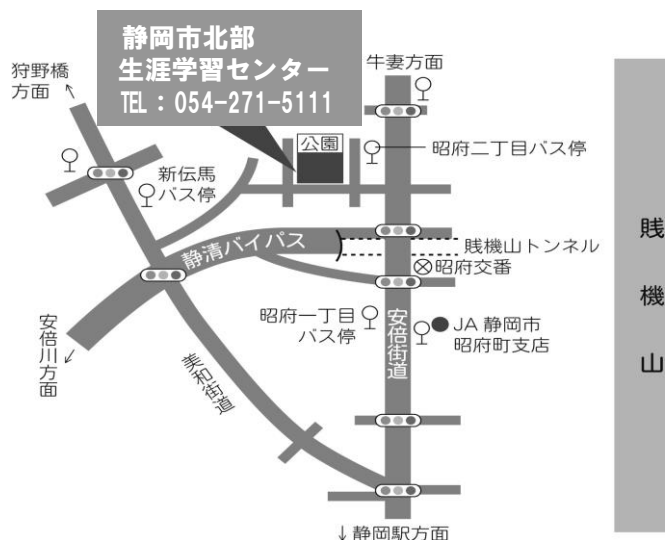 静岡市北部
生涯学習センター
TEL：054-271-5111
狩野橋
方面
牛妻方面
公園
昭府二丁目バス停
新伝馬
バス停
静清バイパス
賎機山トンネル
昭府交番
賎機山
安倍川方面
昭府一丁目
バス停
安倍街道
JA 静岡市
昭府町支店
美和街道
↓静岡駅方面